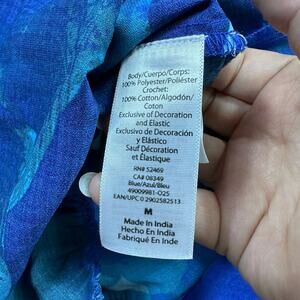 Body/Cuerpo/Corps:
100% Polyester/Poliéster
Crochet:
100% Cotton/Algodón/
Coton
Exclusive of Decoration
and Elastic
Exclusivo de Decoración
y Elástico
Sauf Décoration
et Élastique
RN# 52469
CA# 08349
Blue/Azul/Bleu
49009981-O25
EAN/UPC 0 2902582513
M
Made In India
Hecho En India
Fabriqué En Inde